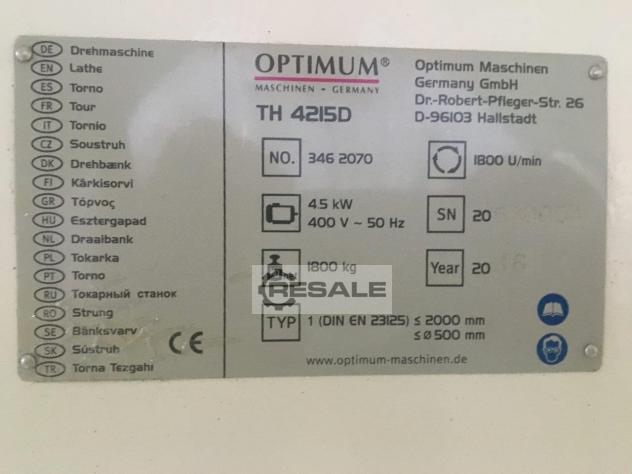 DE Drehmaschine
EN Lathe
ES Torno
FR Tour
IT Tornio
CZ Soustruh
DK Drehbænk
FI Kärkisorvi
GR Τόρνος
HU Esztergapad
NL Draaibank
PL Tokarka
PT Torno
RU Токарный станок
RO Strung
SE Bänksvarv
SK Sústruh
TR Torna Tezgahi
CE
OPTIMUM®
MASCHINEN - GERMANY
TH 4215D
Optimum Maschinen
Germany GmbH
Dr.-Robert-Pfleger-Str. 26
D-96103 Hallstadt
NO. 346 2070
1800 U/min
4.5 kW
400 V ~ 50 Hz
SN 20
1800 kg
Year 20
RESALE
TYP 1 (DIN EN 23125) ≤ 2000 mm
≤ ø 500 mm
www.optimum-maschinen.de